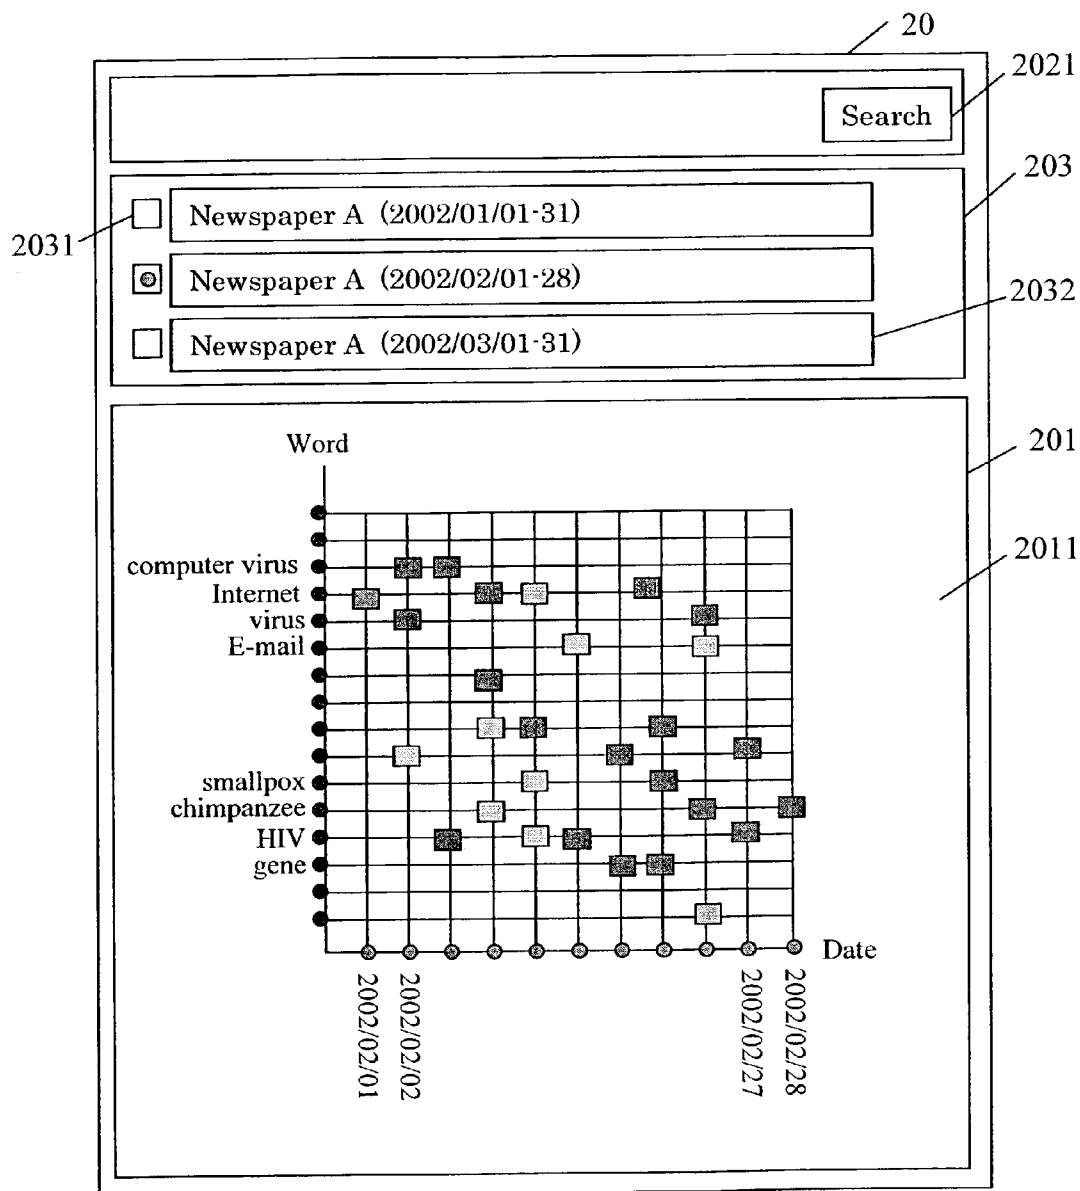 20
2021
Search
203
Newspaper A (2002/01/01-31)
2031
Newspaper A (2002/02/01-28)
2032
Newspaper A (2002/03/01-31)
201
Word
2011
computer virus
Internet
virus
E-mail
smallpox
chimpanzee
HIV
gene
Date
2002/02/01
2002/02/02
2002/02/27
2002/02/28